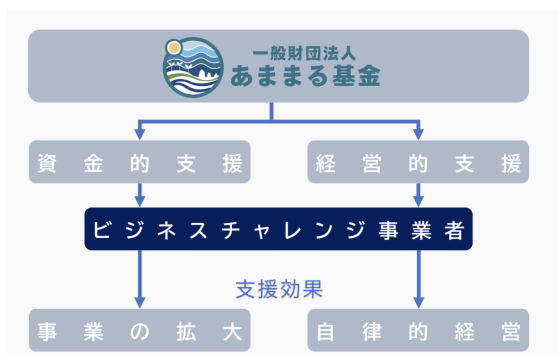 一般財団法人
あままる基金
資金的支援
経営的支援
ビジネスチャレンジ事業者
支援効果
事業の拡大
自律的経営